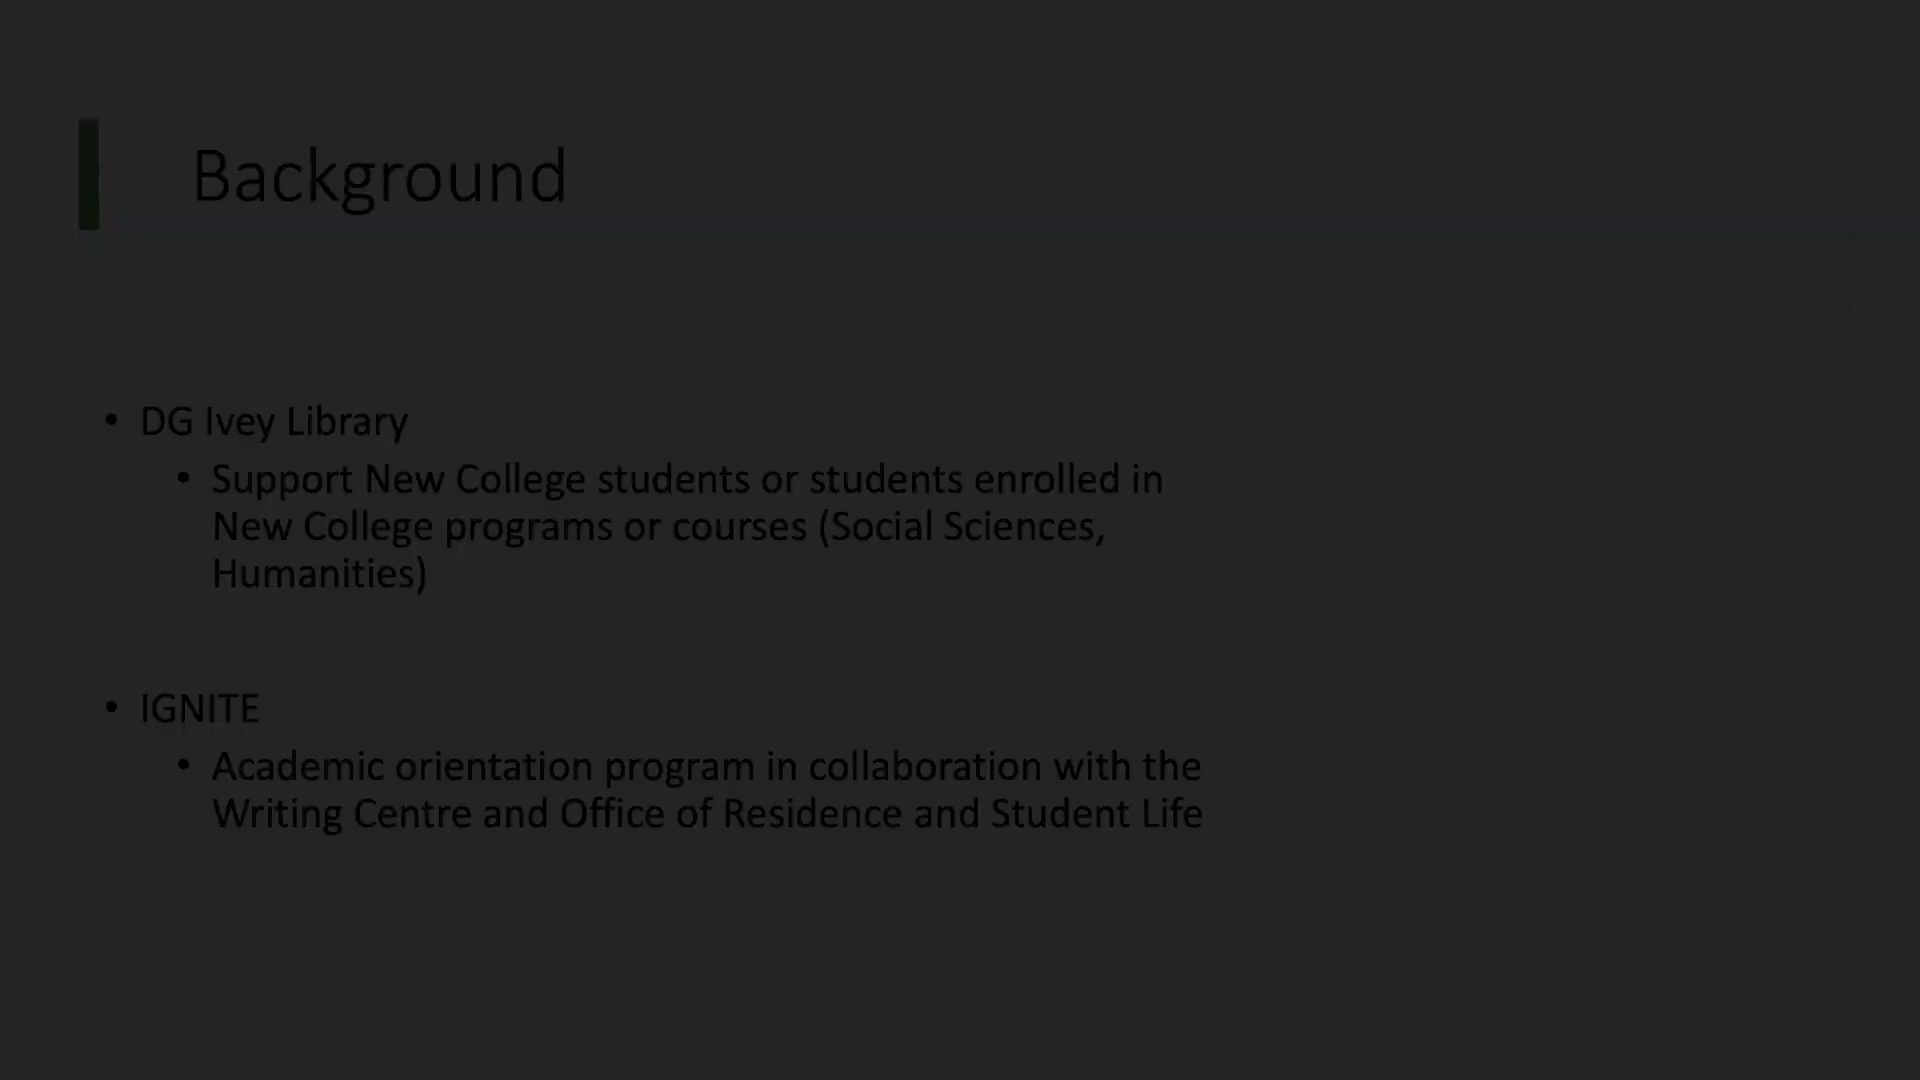 Background
• DG Ivey Library
• Support New College students or students enrolled in
New College programs or courses (Social Sciences,
Humanities)
• IGNITE
• Academic orientation program in collaboration with the
Writing Centre and Office of Residence and Student Life